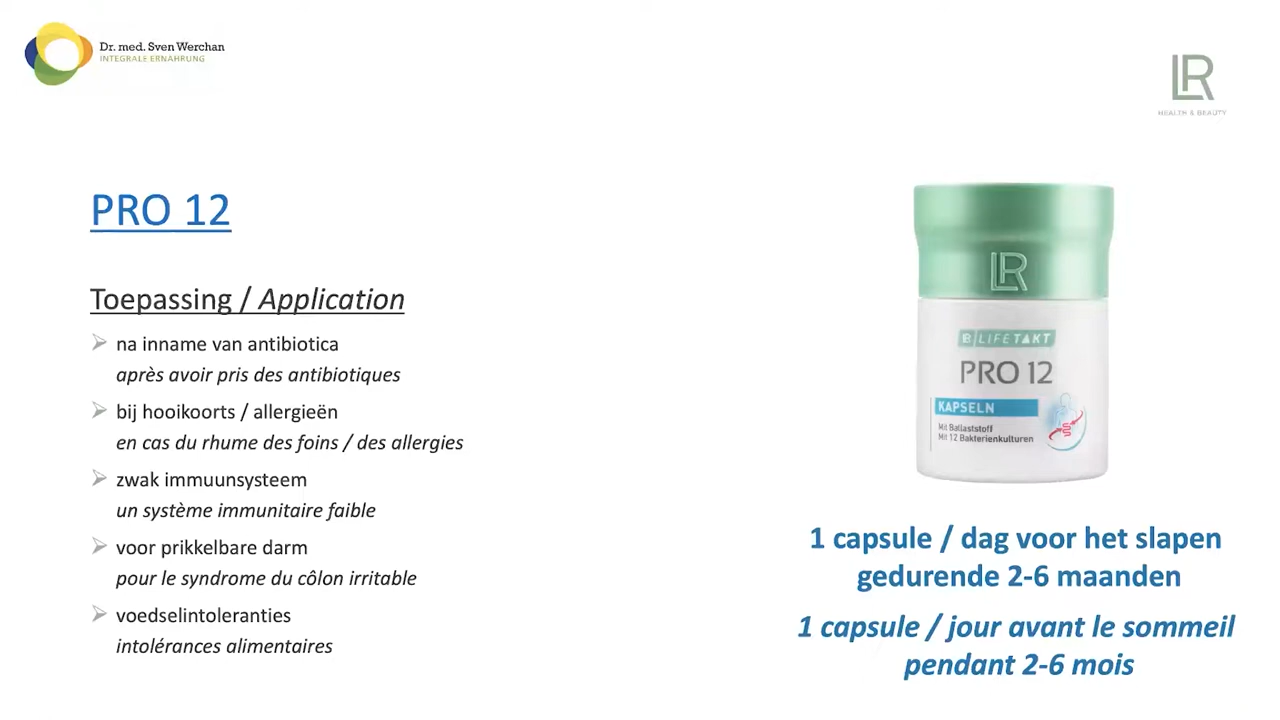 Dr. med. Sven Werchan
INTEGRALE ERNÄHRUNG
LR
HEALTH & BEAUTY
PRO 12
Toepassing / Application
na inname van antibiotica
après avoir pris des antibiotiques
bij hooikoorts / allergieën
en cas du rhume des foins / des allergies
zwak immuunsysteem
un système immunitaire faible
voor prikkelbare darm
pour le syndrome du côlon irritable
voedselintoleranties
intolérances alimentaires
LR
LR LIFETAKT
PRO 12
KAPSELN
Mit Ballaststoff
Mit 12 Bakterienkulturen
1 capsule / dag voor het slapen
gedurende 2-6 maanden
1 capsule / jour avant le sommeil
pendant 2-6 mois